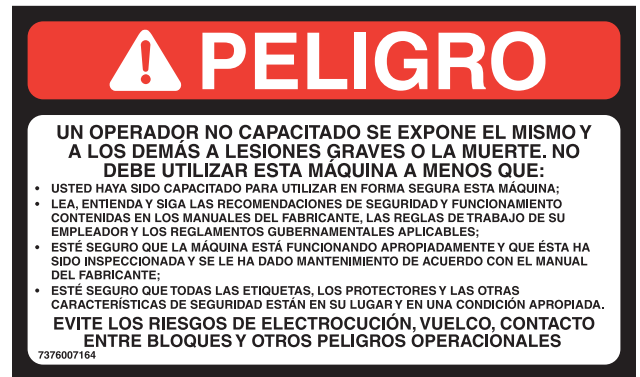 PELIGRO
UN OPERADOR NO CAPACITADO SE EXPONE EL MISMO Y
A LOS DEMÁS A LESIONES GRAVES O LA MUERTE. NO
DEBE UTILIZAR ESTA MÁQUINA A MENOS QUE:
• USTED HAYA SIDO CAPACITADO PARA UTILIZAR EN FORMA SEGURA ESTA MÁQUINA;
• LEA, ENTIENDA Y SIGA LAS RECOMENDACIONES DE SEGURIDAD Y FUNCIONAMIENTO
CONTENIDAS EN LOS MANUALES DEL FABRICANTE, LAS REGLAS DE TRABAJO DE SU
EMPLEADOR Y LOS REGLAMENTOS GUBERNAMENTALES APLICABLES;
• ESTÉ SEGURO QUE LA MÁQUINA ESTÁ FUNCIONANDO APROPIADAMENTE Y QUE ÉSTA HA
SIDO INSPECCIONADA Y SE LE HA DADO MANTENIMIENTO DE ACUERDO CON EL MANUAL
DEL FABRICANTE;
• ESTÉ SEGURO QUE TODAS LAS ETIQUETAS, LOS PROTECTORES Y LAS OTRAS
CARACTERÍSTICAS DE SEGURIDAD ESTÁN EN SU LUGAR Y EN UNA CONDICIÓN APROPIADA.
EVITE LOS RIESGOS DE ELECTROCUCIÓN, VUELCO, CONTACTO
ENTRE BLOQUES Y OTROS PELIGROS OPERACIONALES
7376007164